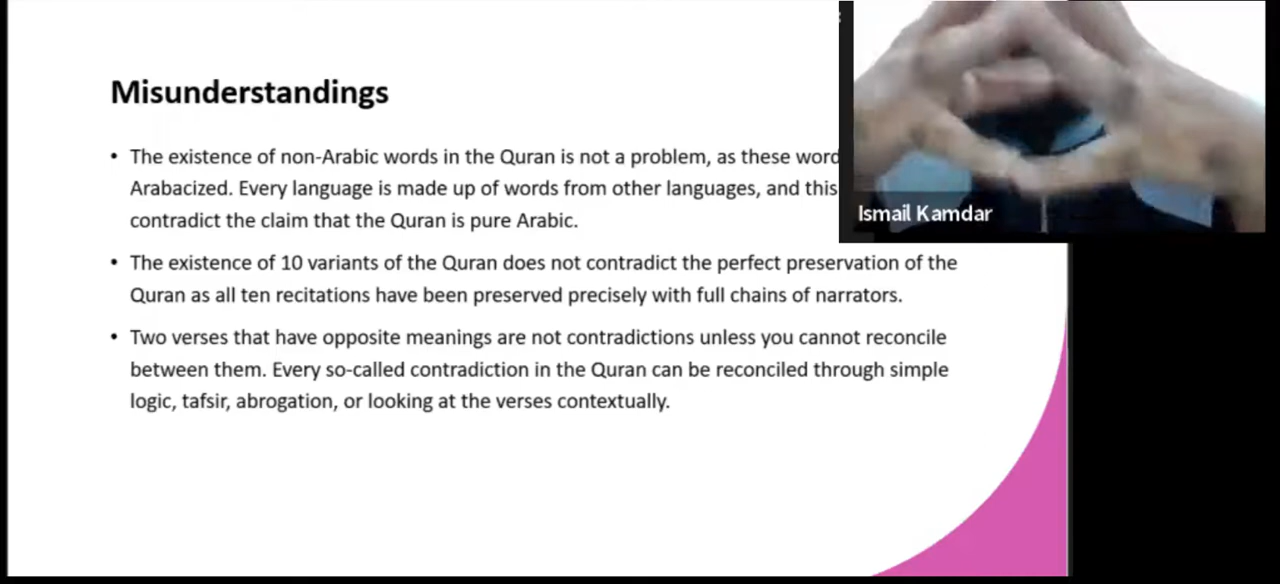 Misunderstandings
• The existence of non-Arabic words in the Quran is not a problem, as these word
Arabacized. Every language is made up of words from other languages, and this
contradict the claim that the Quran is pure Arabic.
• The existence of 10 variants of the Quran does not contradict the perfect preservation of the
Quran as all ten recitations have been preserved precisely with full chains of narrators.
• Two verses that have opposite meanings are not contradictions unless you cannot reconcile
between them. Every so-called contradiction in the Quran can be reconciled through simple
logic, tafsir, abrogation, or looking at the verses contextually.
Ismail Kamdar